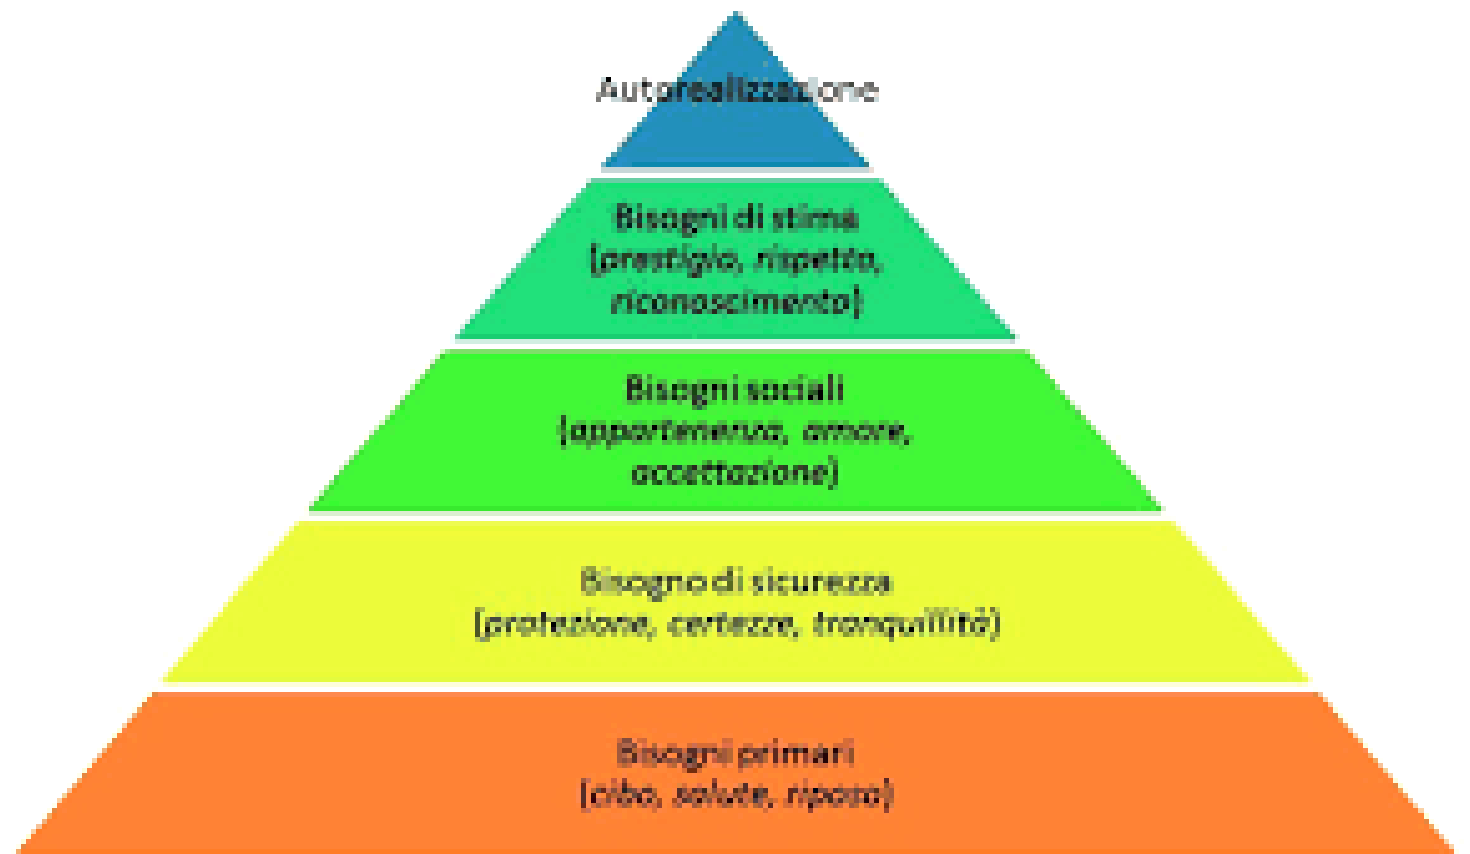 Autorealizzazione
Bisogni di stima
(prestigio, rispetto,
riconoscimento)
Bisogni sociali
(appartenenza, amore,
accettazione)
Bisogno di sicurezza
(protezione, certezze, tranquillità)
Bisogni primari
(cibo, salute, riposo)